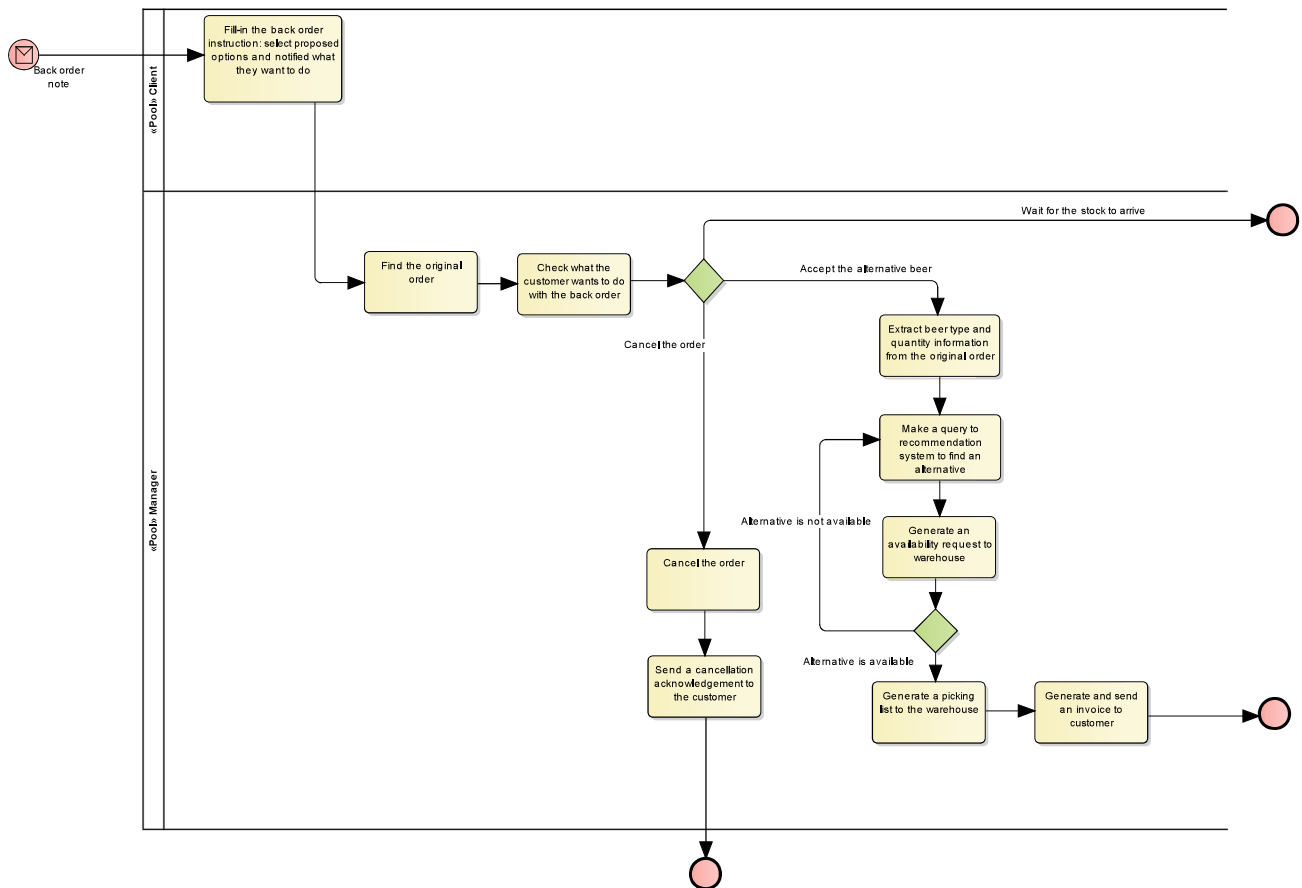 Fill-in the back order
instruction: select proposed
options and notified what
they want to do
Back order
note
«Pool» Client
Wait for the stock to arrive
Find the original
order
Check what the
customer wants to do
with the back order
Accept the alternative beer
Cancel the order
Extract beer type and
quantity information
from the original order
Make a query to
recommendation
system to find an
alternative
«Pool» Manager
Alternative is not available
Generate an
availability request to
warehouse
Cancel the order
Alternative is available
Send a cancellation
acknowledgement to
the customer
Generate a picking
list to the warehouse
Generate and send
an invoice to
customer